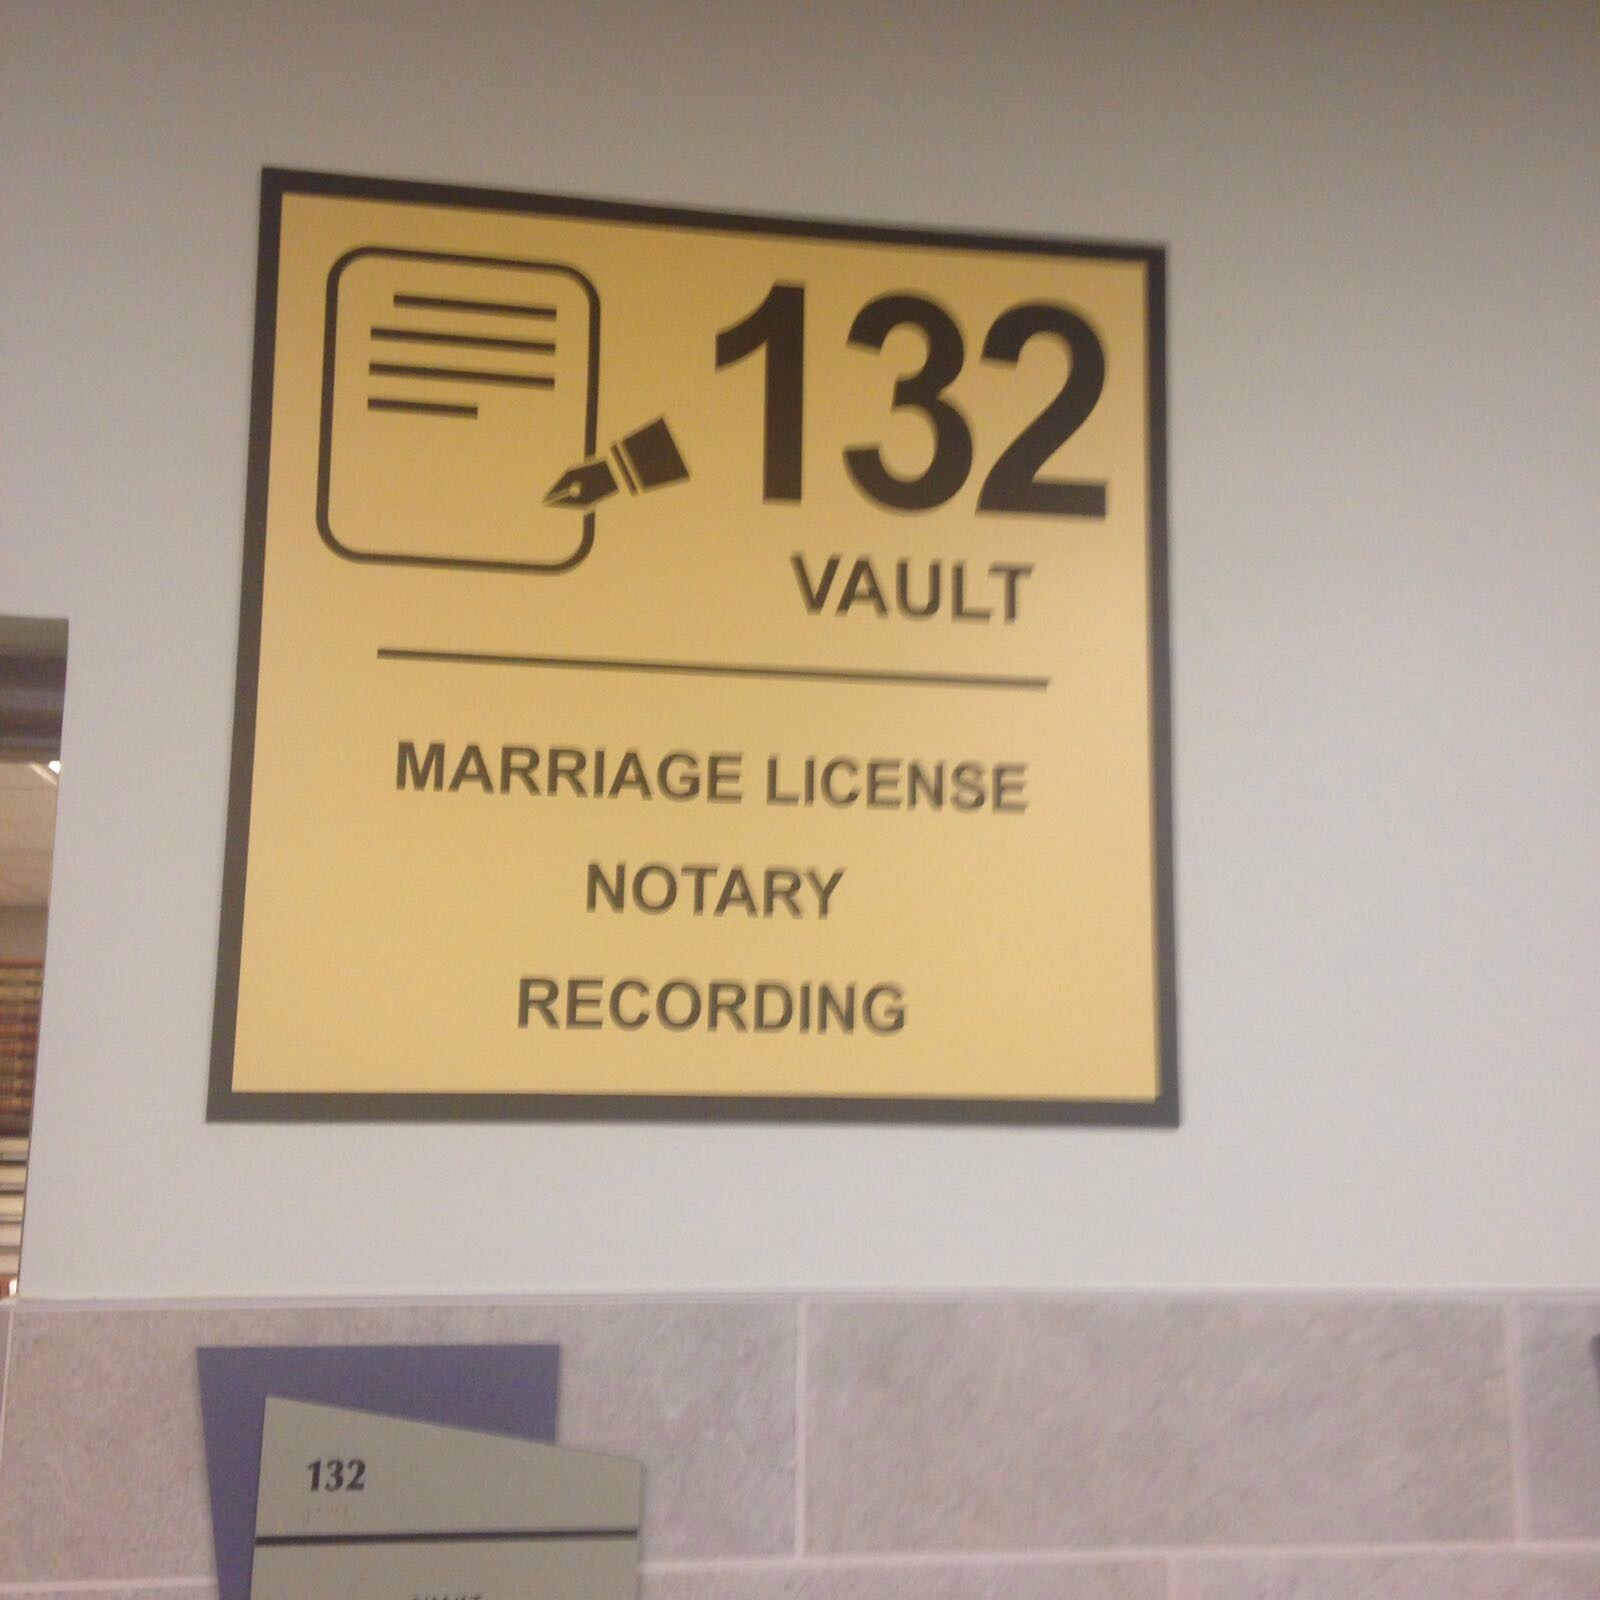 132
VAULT
MARRIAGE LICENSE
NOTARY
RECORDING
132